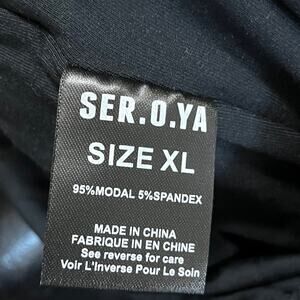 SER.O.YA
SIZE XL
95%MODAL 5%SPANDEX
MADE IN CHINA
FABRIQUE IN EN CHINE
See reverse for care
Voir L'Inverse Pour Le Soin